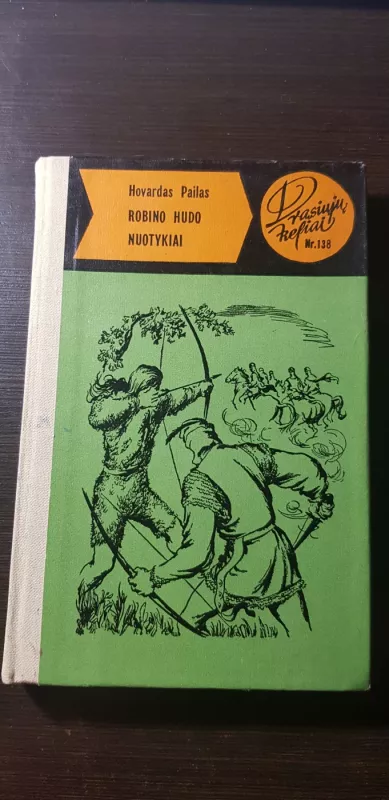 Hovardas Pailas
ROBINO HUDO
NUOTYKIAI
Drąsiųjų
keliai
Nr.138